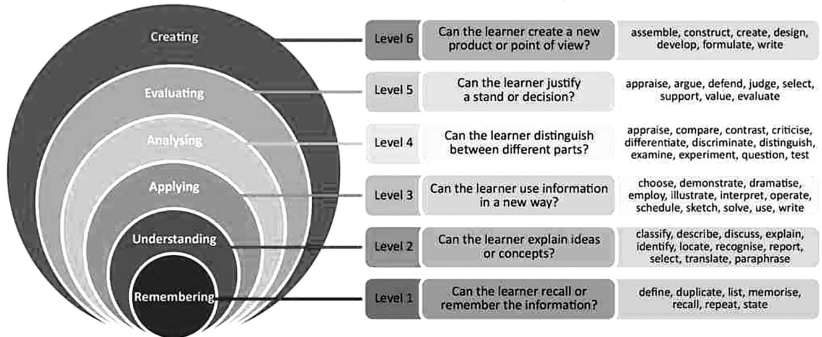 Creating
Level 6
Can the learner create a new
product or point of view?
assemble, construct, create, design,
develop, formulate, write
Evaluating
Level 5
Can the learner justify
a stand or decision?
appraise, argue, defend, judge, select,
support, value, evaluate
Analysing
Level 4
Can the learner distinguish
between different parts?
appraise, compare, contrast, criticise,
differentiate, discriminate, distinguish,
examine, experiment, question, test
Applying
Level 3
Can the learner use information
in a new way?
choose, demonstrate, dramatise,
employ, illustrate, interpret, operate,
schedule, sketch, solve, use, write
Understanding
Level 2
Can the learner explain ideas
or concepts?
classify, describe, discuss, explain,
identify, locate, recognise, report,
select, translate, paraphrase
Remembering
Level 1
Can the learner recall or
remember the information?
define, duplicate, list, memorise,
recall, repeat, state